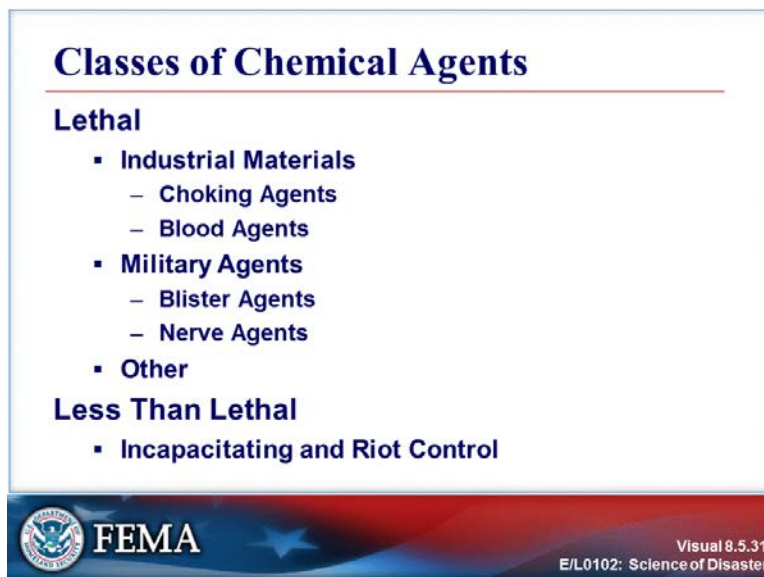 Classes of Chemical Agents
Lethal
▪ Industrial Materials
– Choking Agents
– Blood Agents
▪ Military Agents
– Blister Agents
– Nerve Agents
▪ Other
Less Than Lethal
▪ Incapacitating and Riot Control
FEMA
Visual 8.5.31
E/L0102: Science of Disaster